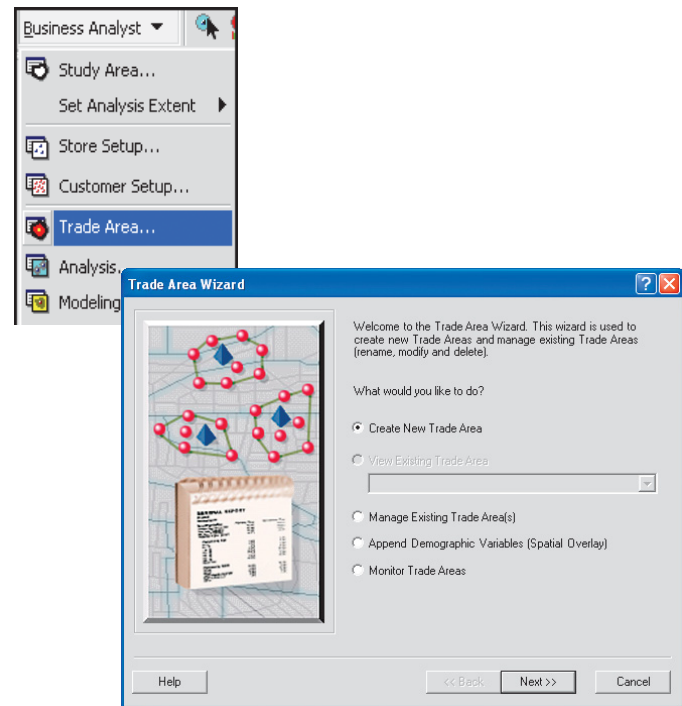 Business Analyst
Study Area...
Set Analysis Extent
Store Setup...
Customer Setup...
Trade Area...
Analysis...
Modeling
Trade Area Wizard
Welcome to the Trade Area Wizard. This wizard is used to
create new Trade Areas and manage existing Trade Areas
(rename, modify and delete).
What would you like to do?
Create New Trade Area
View Existing Trade Area
Manage Existing Trade Area(s)
Append Demographic Variables (Spatial Overlay)
Monitor Trade Areas
Help
<< Back
Next >>
Cancel